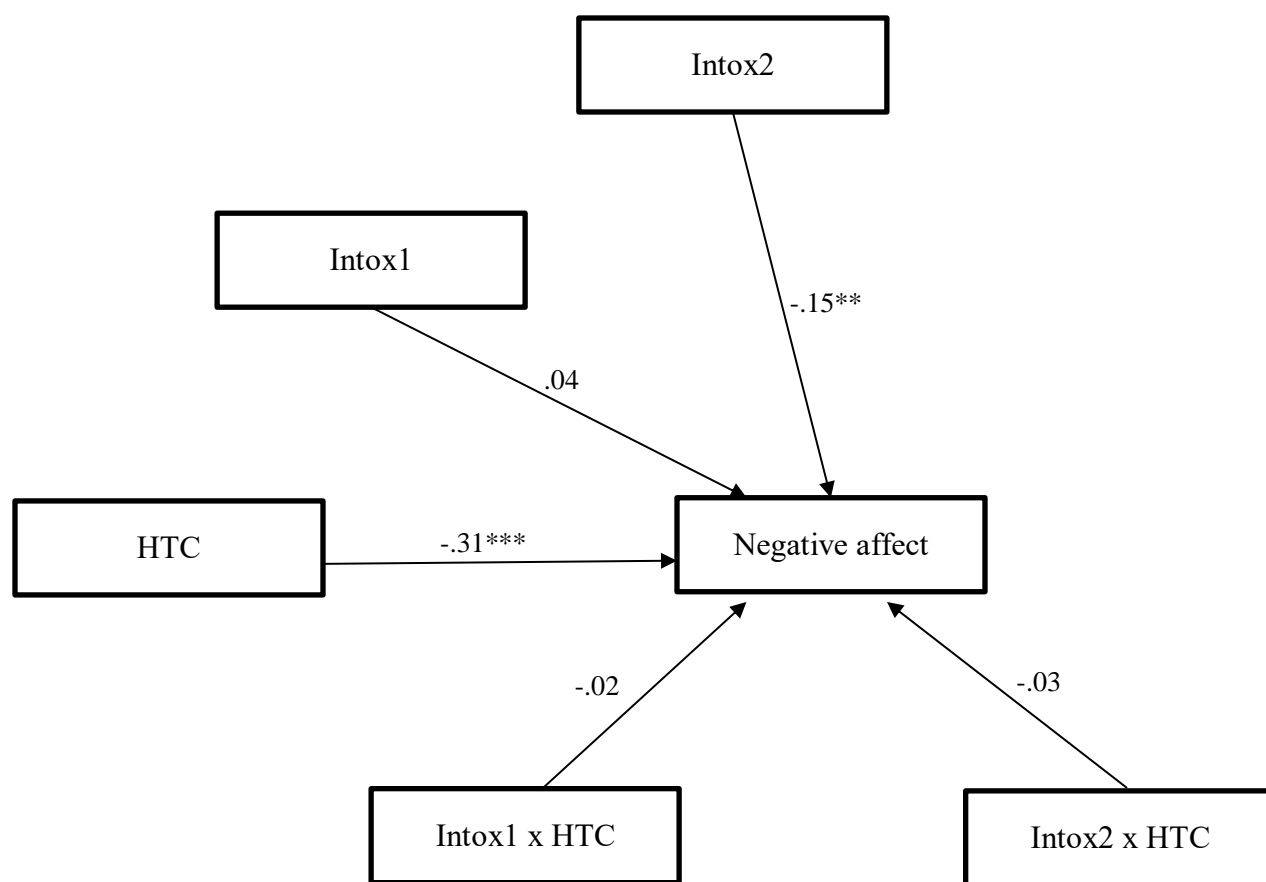 Intox2
Intox1
-.15**
.04
HTC
-.31***
Negative affect
-.02
-.03
Intox1 x HTC
Intox2 x HTC